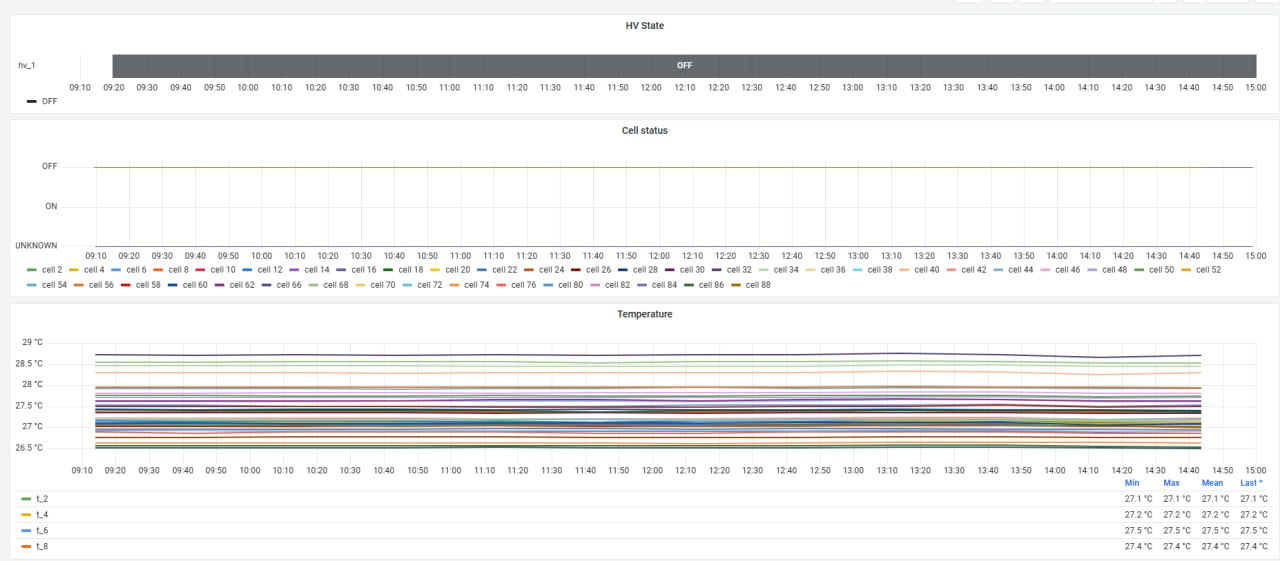 HV State
hv_1
OFF
09:10 09:20 09:30 09:40 09:50 10:00 10:10 10:20 10:30 10:40 10:50 11:00 11:10 11:20 11:30 11:40 11:50 12:00 12:10 12:20 12:30 12:40 12:50 13:00 13:10 13:20 13:30 13:40 13:50 14:00 14:10 14:20 14:30 14:40 14:50 15:00
OFF
Cell status
OFF
ON
UNKNOWN
09:10 09:20 09:30 09:40 09:50 10:00 10:10 10:20 10:30 10:40 10:50 11:00 11:10 11:20 11:30 11:40 11:50 12:00 12:10 12:20 12:30 12:40 12:50 13:00 13:10 13:20 13:30 13:40 13:50 14:00 14:10 14:20 14:30 14:40 14:50 15:00
cell 2 cell 4 cell 6 cell 8 cell 10 cell 12 cell 14 cell 16 cell 18 cell 20 cell 22 cell 24 cell 26 cell 28 cell 30 cell 32 cell 34 cell 36 cell 38 cell 40 cell 42 cell 44 cell 46 cell 48 cell 50 cell 52
cell 54 cell 56 cell 58 cell 60 cell 62 cell 66 cell 68 cell 70 cell 72 cell 74 cell 76 cell 80 cell 82 cell 84 cell 86 cell 88
Temperature
29 °C
28.5 °C
28 °C
27.5 °C
27 °C
26.5 °C
09:10 09:20 09:30 09:40 09:50 10:00 10:10 10:20 10:30 10:40 10:50 11:00 11:10 11:20 11:30 11:40 11:50 12:00 12:10 12:20 12:30 12:40 12:50 13:00 13:10 13:20 13:30 13:40 13:50 14:00 14:10 14:20 14:30 14:40 14:50 15:00
Min Max Mean Last *
t_2 27.1 °C 27.1 °C 27.1 °C 27.1 °C
t_4 27.2 °C 27.2 °C 27.2 °C 27.2 °C
t_6 27.5 °C 27.5 °C 27.5 °C 27.5 °C
t_8 27.4 °C 27.4 °C 27.4 °C 27.4 °C